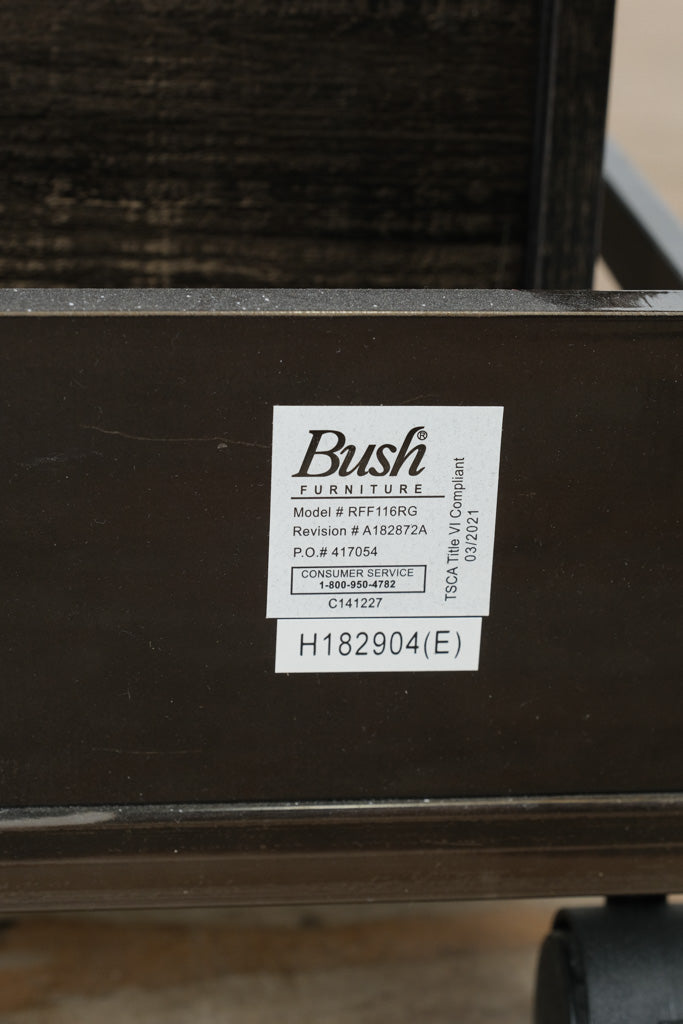 Bush®
FURNITURE
Model # RFF116RG
Revision # A182872A
P.O.# 417054
CONSUMER SERVICE
1-800-950-4782
C141227
TSCA Title VI Compliant
03/2021
H182904(E)